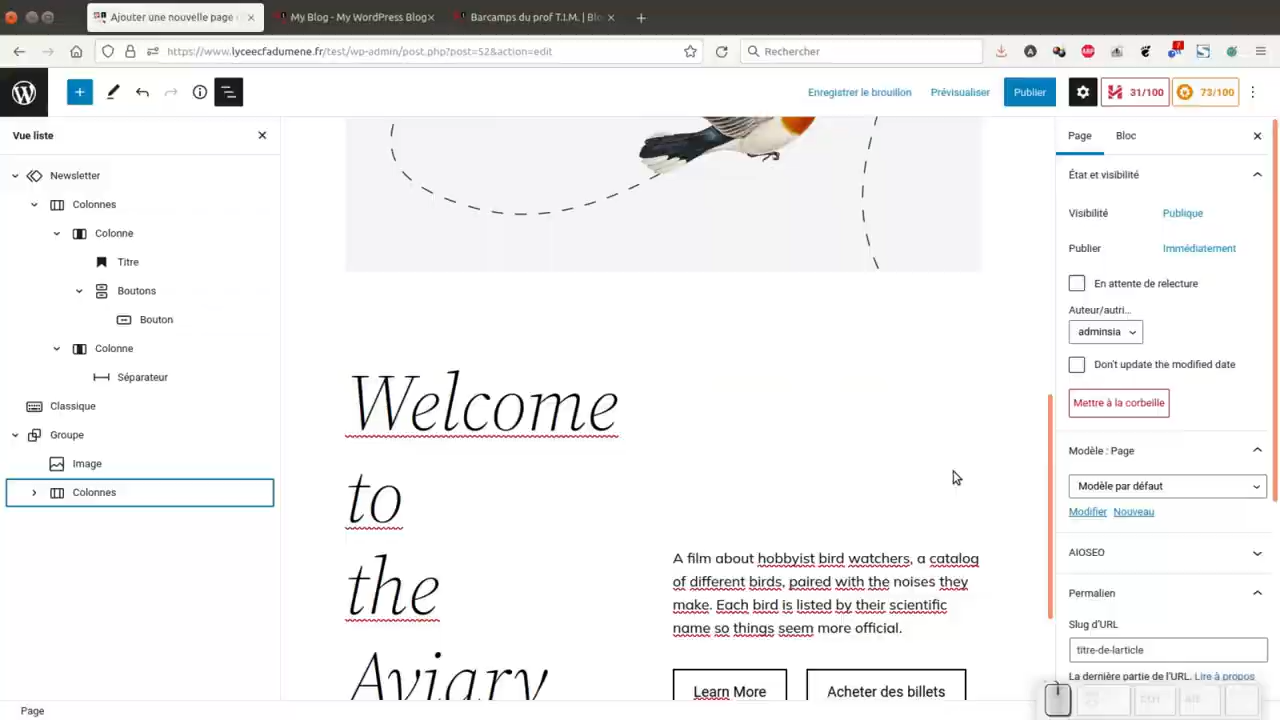 Ajouter une nouvelle page
My Blog - My WordPress Blog
Barcamps du prof T.I.M. | Blo
https://www.lyceecfadumene.fr/test/wp-admin/post.php?post=52&action=edit
Rechercher
Enregistrer le brouillon
Prévisualiser
Publier
31/100
73/100
Vue liste
Newsletter
Colonnes
Colonne
Titre
Boutons
Bouton
Colonne
Séparateur
Classique
Groupe
Image
Colonnes
Welcome
to
the
Aviary
A film about hobbyist bird watchers, a catalog
of different birds, paired with the noises they
make. Each bird is listed by their scientific
name so things seem more official.
Learn More
Acheter des billets
Page
Bloc
État et visibilité
Visibilité
Publique
Publier
Immédiatement
En attente de relecture
Auteur/autri...
adminsia
Don't update the modified date
Mettre à la corbeille
Modèle : Page
Modèle par défaut
Modifier
Nouveau
AIOSEO
Permalien
Slug d'URL
titre-de-larticle
La dernière partie de l'URL. Lire à propos
Page